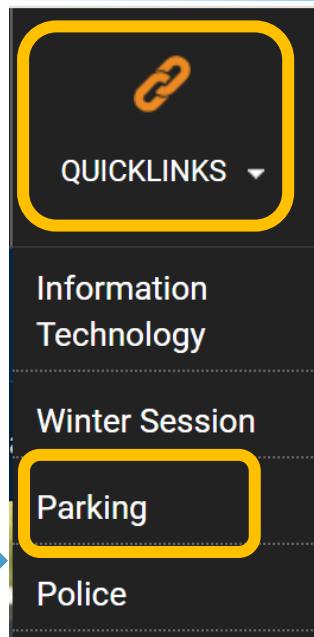 QUICKLINKS
Information
Technology
Winter Session
Parking
Police